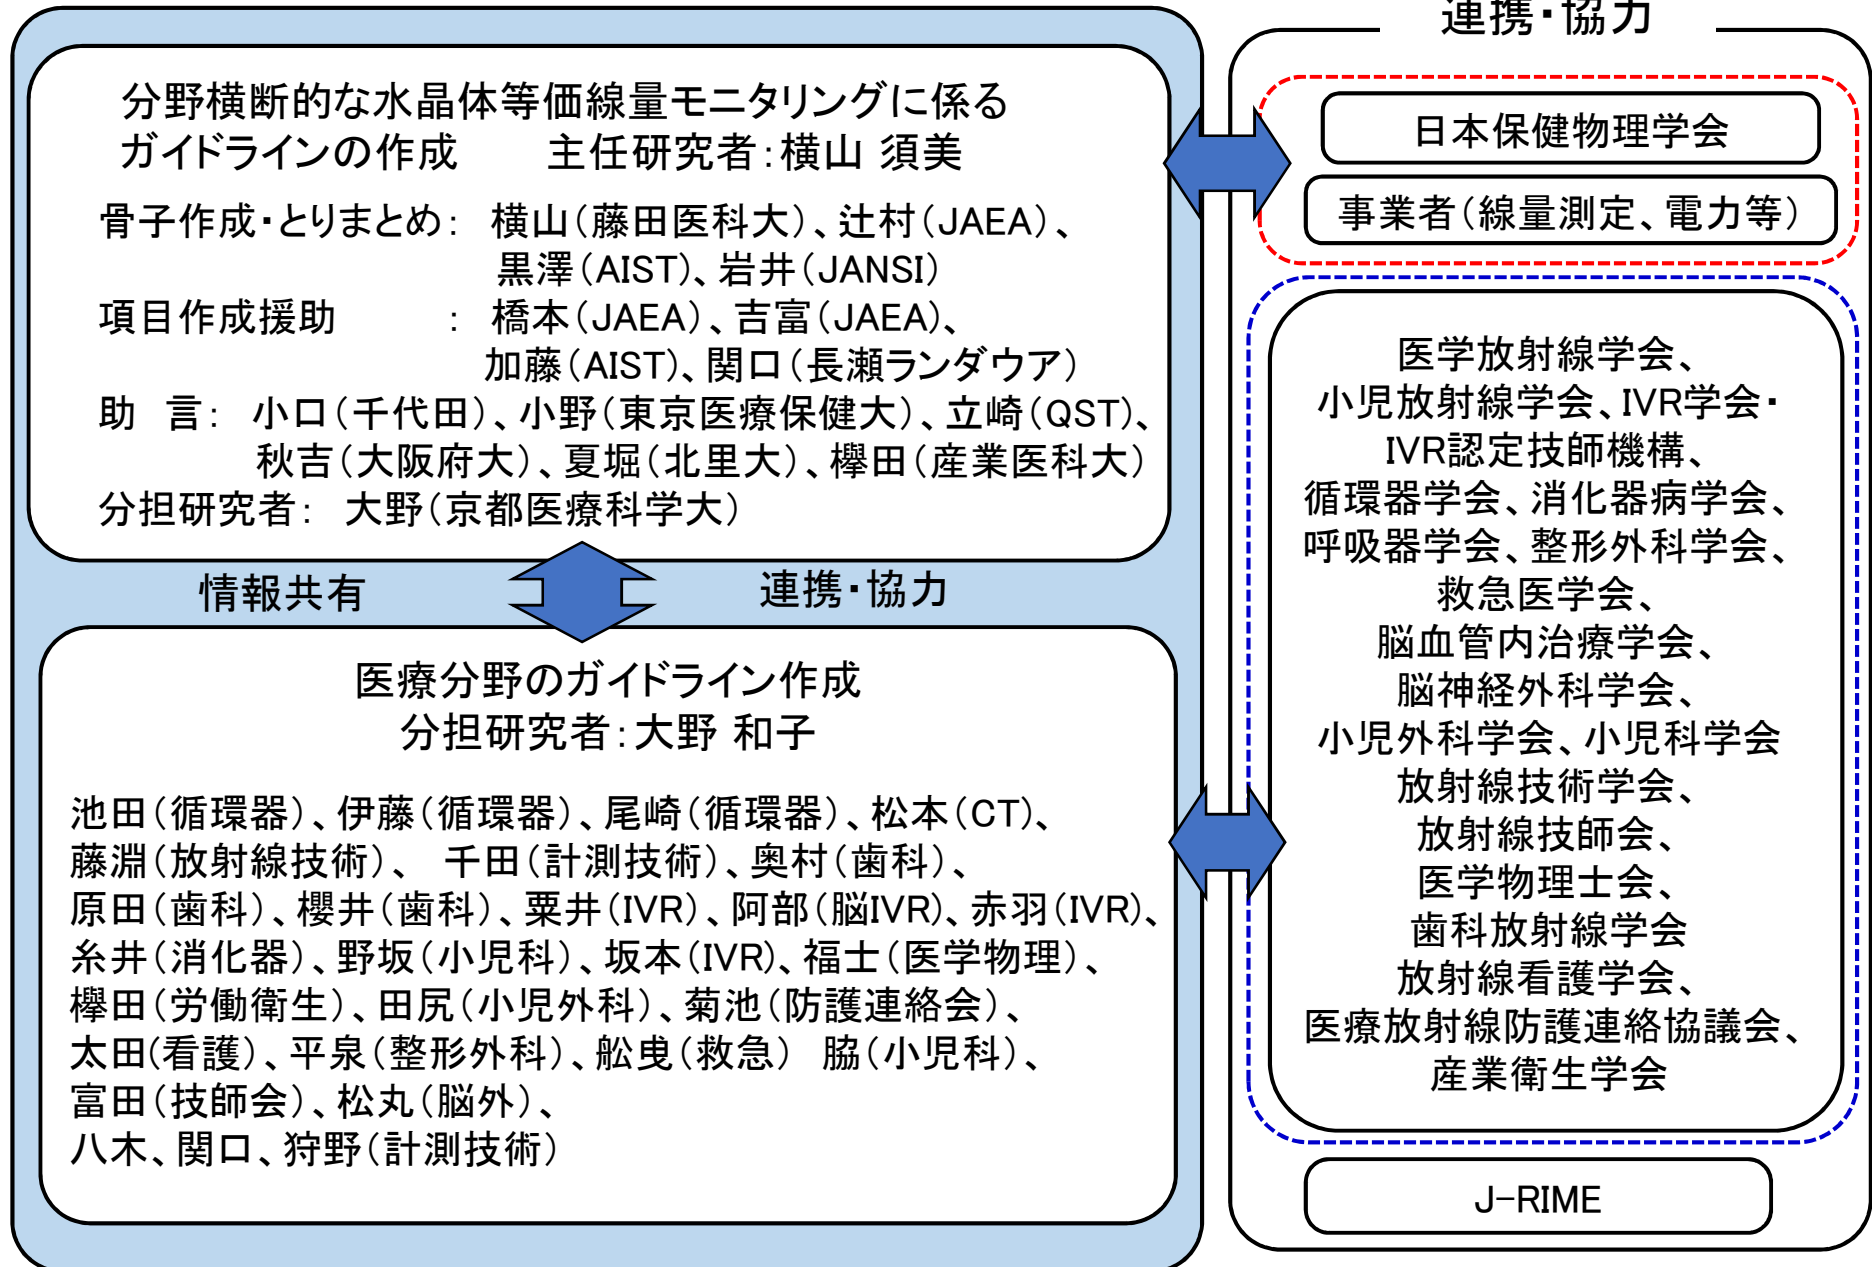 分野横断的な水晶体等価線量モニタリングに係る
ガイドラインの作成　　主任研究者：横山 須美
骨子作成・とりまとめ：　横山（藤田医科大）、辻村（JAEA）、
黒澤（AIST）、岩井（JANSI）
項目作成援助　　　：　橋本（JAEA）、吉富（JAEA）、
加藤（AIST）、関口（長瀬ランダウア）
助　言：　小口（千代田）、小野（東京医療保健大）、立崎（QST）、
秋吉（大阪府大）、夏堀（北里大）、欅田（産業医科大）
分担研究者：　大野（京都医療科学大）
情報共有　　　連携・協力
医療分野のガイドライン作成
分担研究者：大野 和子
池田（循環器）、伊藤（循環器）、尾崎（循環器）、松本（CT）、
藤淵（放射線技術）、 千田（計測技術）、奥村（歯科）、
原田（歯科）、櫻井（歯科）、粟井（IVR）、阿部（脳IVR）、赤羽（IVR）、
糸井（消化器）、野坂（小児科）、坂本（IVR）、福士（医学物理）、
欅田（労働衛生）、田尻（小児外科）、菊池（防護連絡会）、
太田（看護）、平泉（整形外科）、舩曵（救急）　脇（小児科）、
富田（技師会）、松丸（脳外）、
八木、関口、狩野（計測技術）
連携・協力
日本保健物理学会
事業者（線量測定、電力等）
医学放射線学会、
小児放射線学会、IVR学会・
IVR認定技師機構、
循環器学会、消化器病学会、
呼吸器学会、整形外科学会、
救急医学会、
脳血管内治療学会、
脳神経外科学会、
小児外科学会、小児科学会
放射線技術学会、
放射線技師会、
医学物理士会、
歯科放射線学会
放射線看護学会、
医療放射線防護連絡協議会、
産業衛生学会
J-RIME